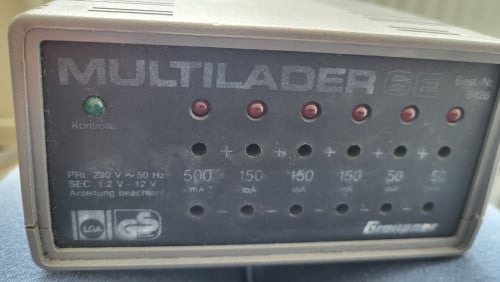 MULTILADER 6E
Best-Nr.
6426
Kontrolle
+ + + + +
PRI. 230 V ~ 50 Hz
SEC. 1.2 V - 12 V
Anleitung beachten!
500 150 150 150 50 50
mA mA mA mA mA mA
- - - - -
LGA
GS
Graupner